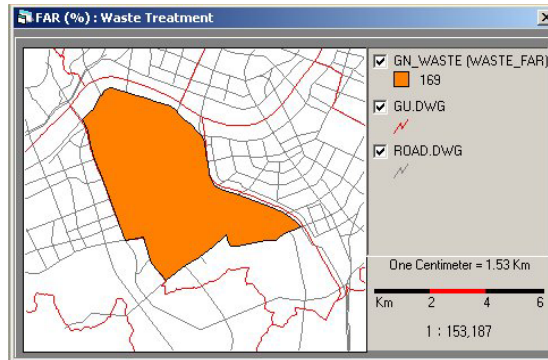 FAR (%) : Waste Treatment
GN_WASTE (WASTE_FAR)
169
GU.DWG
ROAD.DWG
One Centimeter = 1.53 Km
Km 2 4 6
1 : 153,187